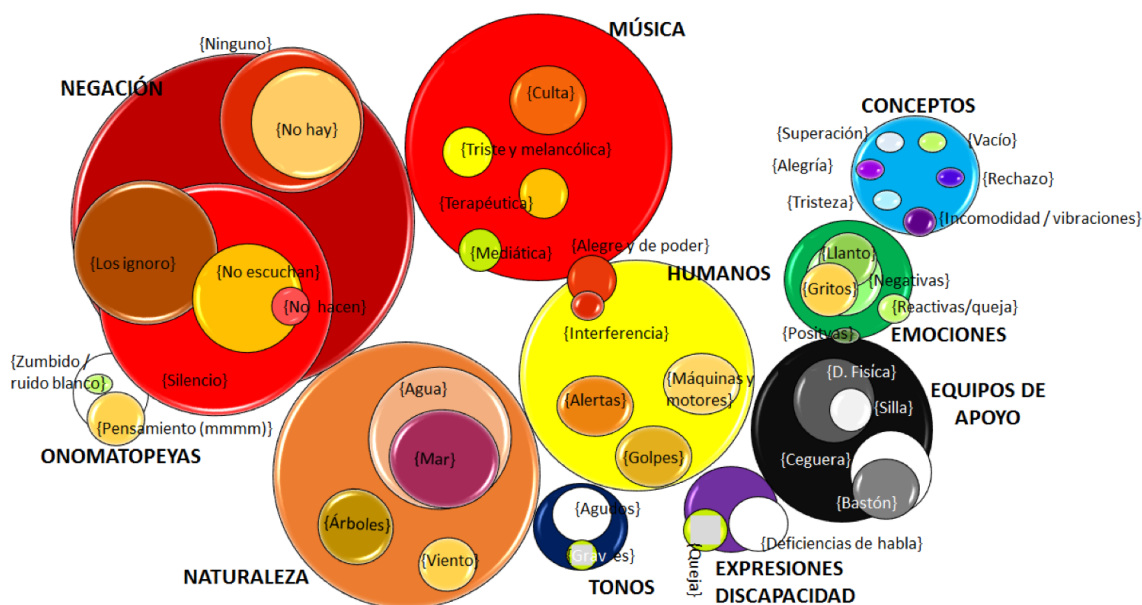 MÚSICA
{Ninguno}
NEGACIÓN
{Culta}
CONCEPTOS
{No hay}
{Superación}
{Vacío}
{Triste y melancólica}
{Alegría}
{Rechazo}
{Terapéutica}
{Tristeza}
{Incomodidad / vibraciones}
{Mediática}
{Alegre y de poder}
{Llanto}
{Los ignoro}
{No escuchan}
HUMANOS
{Negativas}
{Gritos}
{No hacen}
{Reactivas/queja}
{Interferencia}
{Positvas}
EMOCIONES
{Zumbido /
ruido blanco}
{Silencio}
{Agua}
{Máquinas y
motores}
{D. Fisíca}
EQUIPOS DE
APOYO
{Alertas}
{Silla}
{Pensamiento (mmmm)}
ONOMATOPEYAS
{Mar}
{Golpes}
{Ceguera}
{Bastón}
{Árboles}
{Agudos}
{Viento}
{Graves}
{Queja}
{Deficiencias de habla}
NATURALEZA
TONOS
EXPRESIONES
DISCAPACIDAD